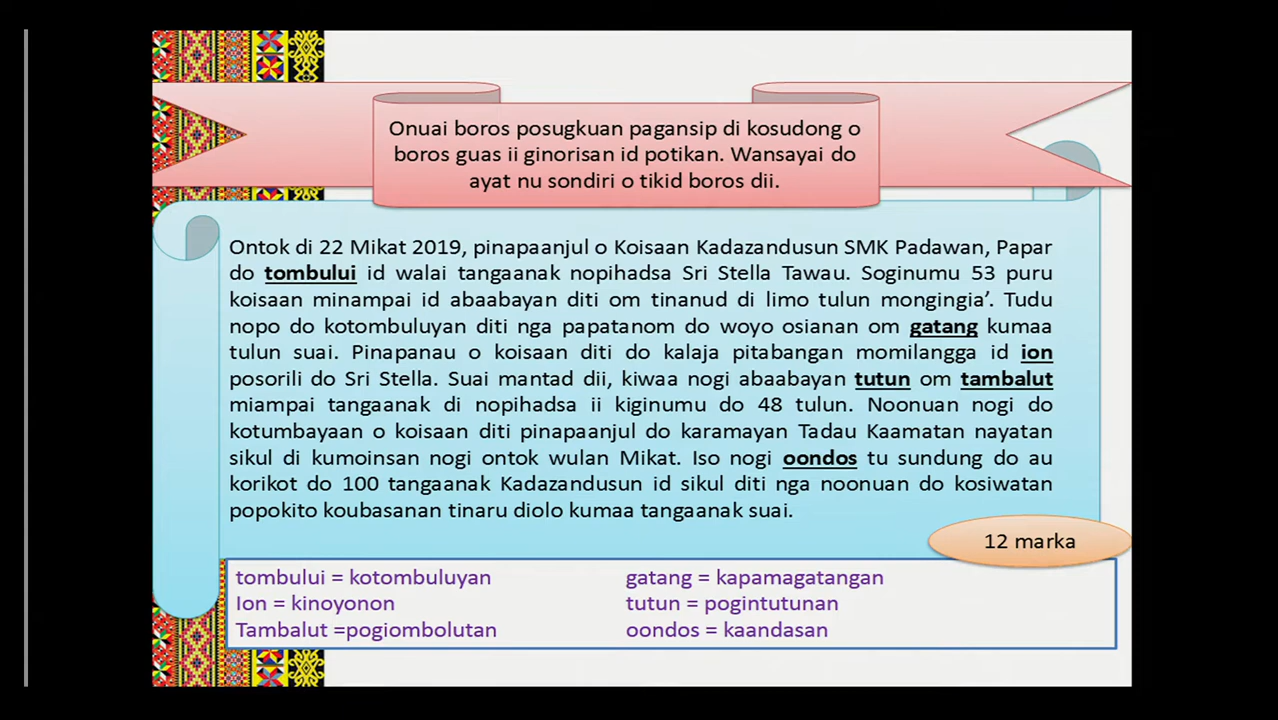 Onuai boros posugkuan pagansip di kosudong o
boros guas ii ginorisan id potikan. Wansayai do
ayat nu sondiri o tikid boros dii.
Ontok di 22 Mikat 2019, pinapaanjul o Koisaan Kadazandusun SMK Padawan, Papar
do tombului id walai tangaanak nopihadsa Sri Stella Tawau. Soginumu 53 puru
koisaan minampai id abaabayan diti om tinanud di limo tulun mongingia’. Tudu
nopo do kotombuluyan diti nga papatanom do woyo osianan om gatang kumaa
tulun suai. Pinapanau o koisaan diti do kalaja pitabangan momilangga id ion
posorili do Sri Stella. Suai mantad dii, kiwaa nogi abaabayan tutun om tambalut
miampai tangaanak di nopihadsa ii kiginumu do 48 tulun. Noonuan nogi do
kotumbayaan o koisaan diti pinapaanjul do karamayan Tadau Kaamatan nayatan
sikul di kumoinsan nogi ontok wulan Mikat. Iso nogi oondos tu sundung do au
korikot do 100 tangaanak Kadazandusun id sikul diti nga noonuan do kosiwatan
popokito koubasanan tinaru diolo kumaa tangaanak suai.
12 marka
tombului = kotombuluyan gatang = kapamagatangan
Ion = kinoyonon tutun = pogintutunan
Tambalut =pogiombolutan oondos = kaandasan